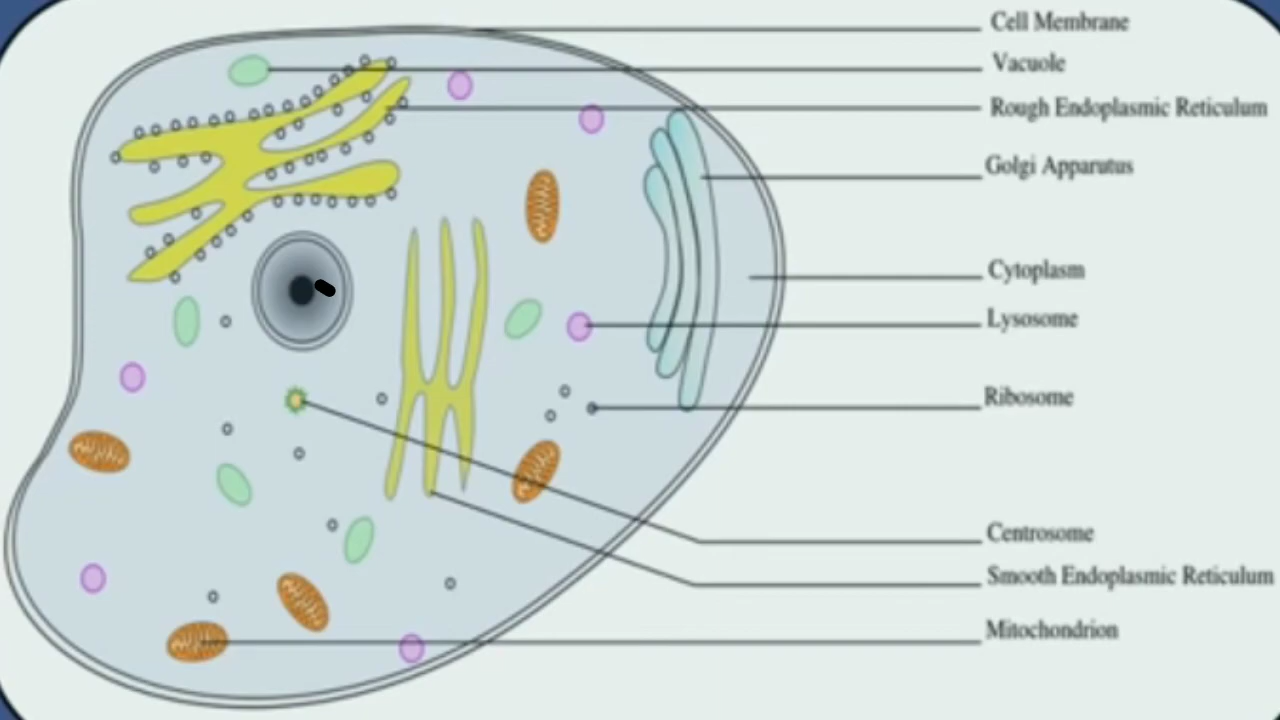 Cell Membrane
Vacuole
Rough Endoplasmic Reticulum
Golgi Apparutus
Cytoplasm
Lysosome
Ribosome
Centrosome
Smooth Endoplasmic Reticulum
Mitochondrion